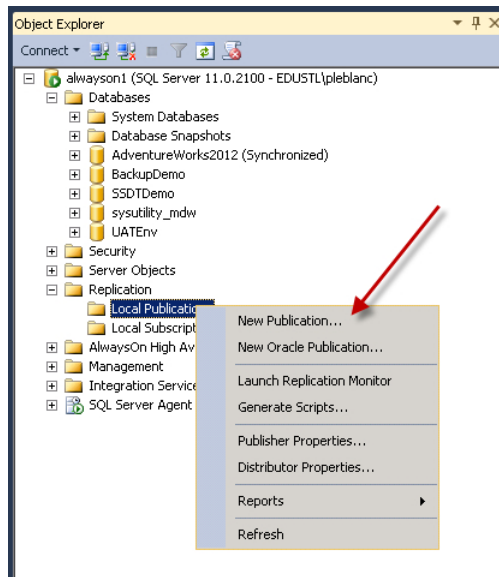 Object Explorer
Connect
alwayson1 (SQL Server 11.0.2100 - EDUSTL\pleblanc)
Databases
System Databases
Database Snapshots
AdventureWorks2012 (Synchronized)
BackupDemo
SSDTDemo
sysutility_mdw
UATEnv
Security
Server Objects
Replication
Local Publication
Local Subscript
AlwaysOn High Av
Management
Integration Service
SQL Server Agent
New Publication...
New Oracle Publication...
Launch Replication Monitor
Generate Scripts...
Publisher Properties...
Distributor Properties...
Reports
Refresh